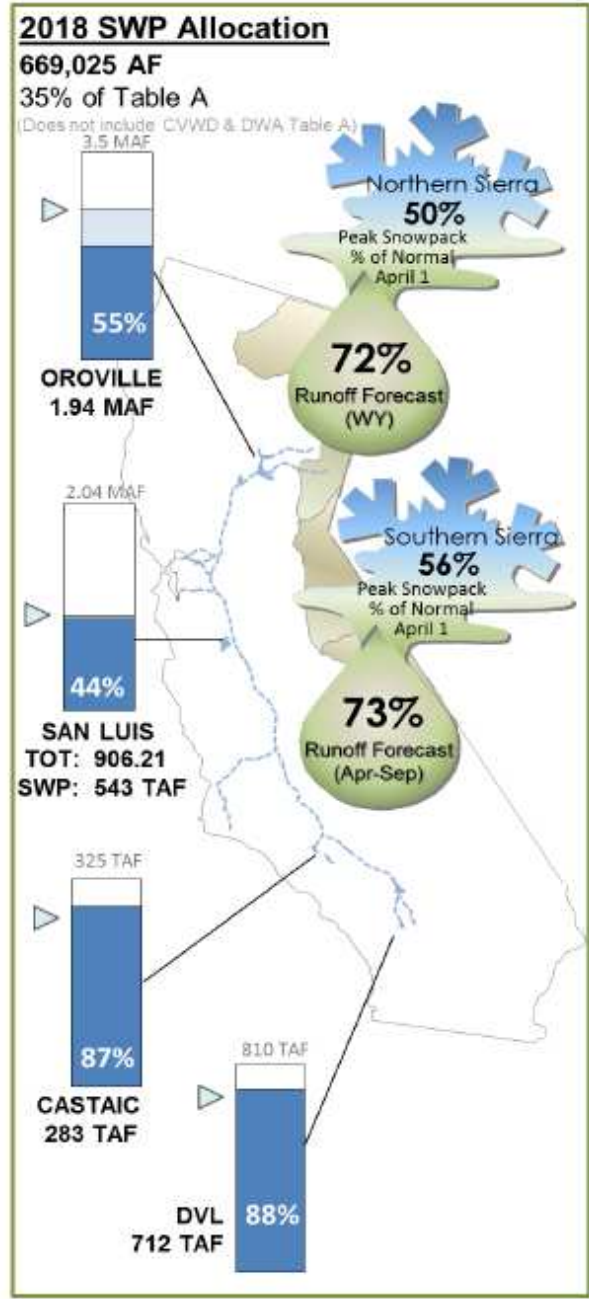 2018 SWP Allocation
669,025 AF
35% of Table A
(Does not include CVWD & DWA Table A)
3.5 MAF
55%
OROVILLE
1.94 MAF
Northern Sierra
50%
Peak Snowpack
% of Normal
April 1
72%
Runoff Forecast
(WY)
2.04 MAF
44%
SAN LUIS
TOT: 906.21
SWP: 543 TAF
Southern Sierra
56%
Peak Snowpack
% of Normal
April 1
73%
Runoff Forecast
(Apr-Sep)
325 TAF
87%
CASTAIC
283 TAF
810 TAF
88%
DVL
712 TAF